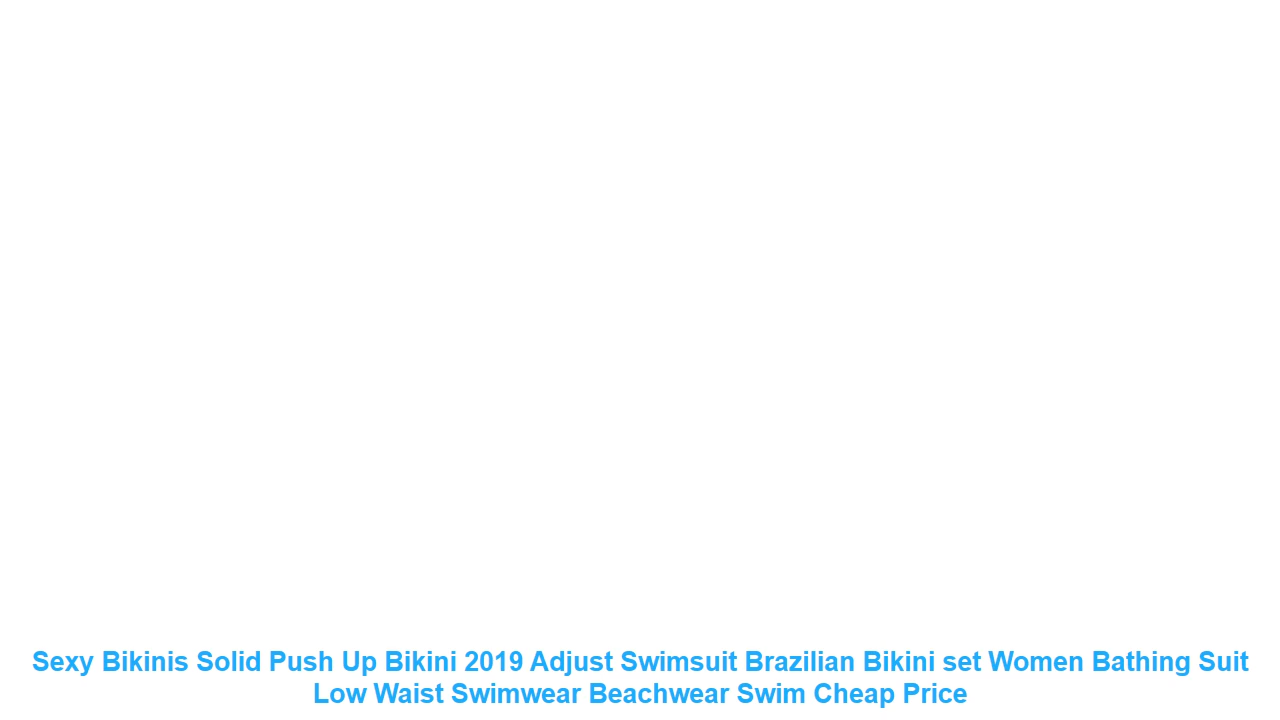 Sexy Bikinis Solid Push Up Bikini 2019 Adjust Swimsuit Brazilian Bikini set Women Bathing Suit
Low Waist Swimwear Beachwear Swim Cheap Price